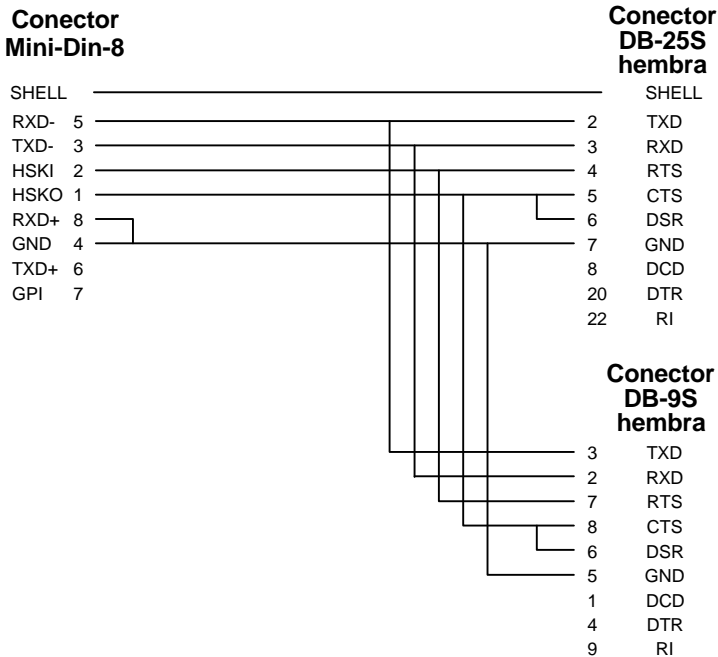 Conector
Mini-Din-8
Conector
DB-25S
hembra
SHELL SHELL
RXD- 5 2 TXD
TXD- 3 3 RXD
HSKI 2 4 RTS
HSKO 1 5 CTS
RXD+ 8 6 DSR
GND 4 7 GND
TXD+ 6 8 DCD
GPI 7 20 DTR
22 RI
Conector
DB-9S
hembra
3 TXD
2 RXD
7 RTS
8 CTS
6 DSR
5 GND
1 DCD
4 DTR
9 RI